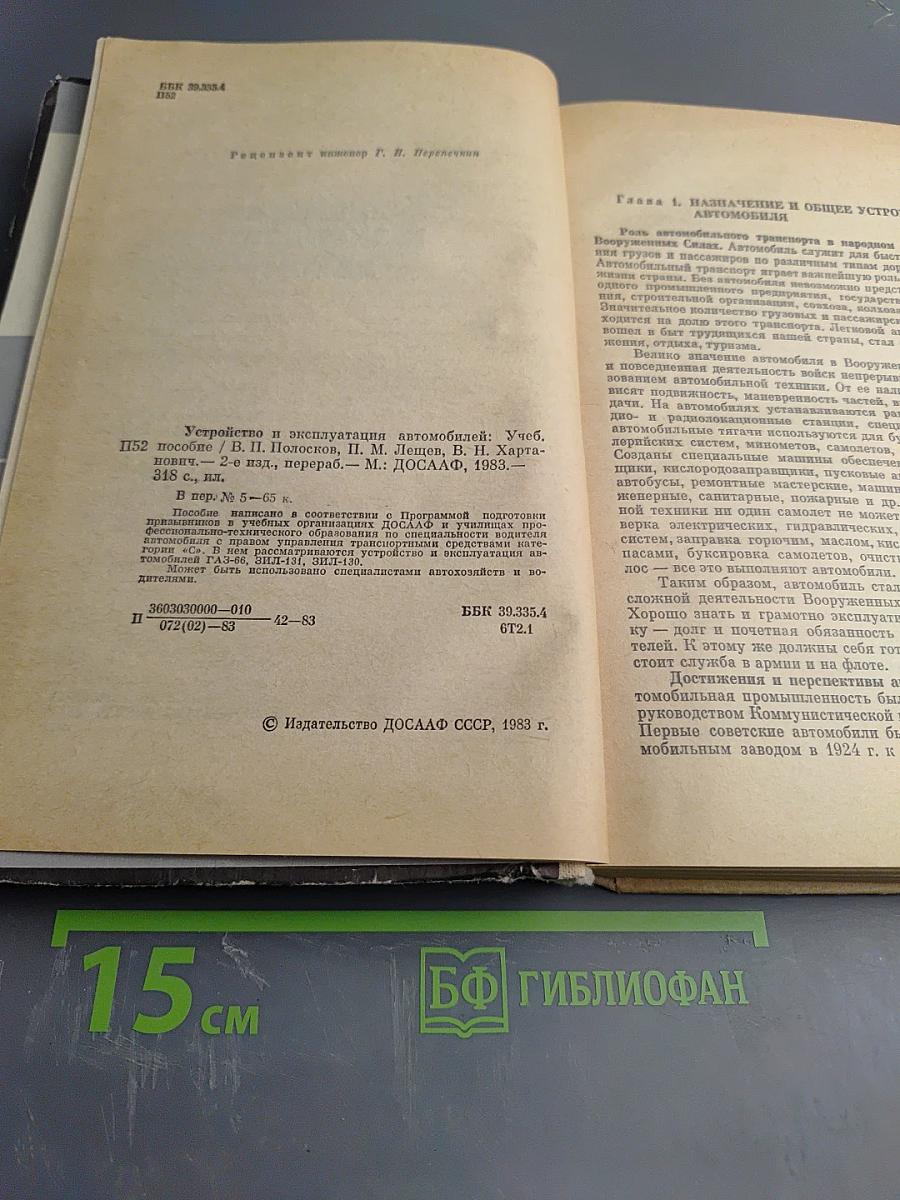 ББК 39.335.4
П52
Рецензент инженер Г. И. Перепечкин
Устройство и эксплуатация автомобилей: Учеб.
П52 пособие / В. П. Полосков, П. М. Лещев, В. Н. Харта-
нович.— 2-е изд., перераб.— М.: ДОСААФ, 1983.—
318 с., ил.
В пер. № 5—65 к.
Пособие написано в соответствии с Программой подготовки
призывников в учебных организациях ДОСААФ и училищах про-
фессионально-технического образования по специальности водителя
автомобиля с правом управления транспортными средствами кате-
гории «С». В нем рассматриваются устройство и эксплуатация ав-
томобилей ГАЗ-66, ЗИЛ-131, ЗИЛ-130.
Может быть использовано специалистами автохозяйств и во-
дителями.
П 3603030000—010
072(02)—83 42—83
ББК 39.335.4
6Т2.1
© Издательство ДОСААФ СССР, 1983 г.
Глава 1. НАЗНАЧЕНИЕ И ОБЩЕЕ УСТРО
АВТОМОБИЛЯ
Роль автомобильного транспорта в народном
Вооруженных Силах. Автомобиль служит для быст
ния грузов и пассажиров по различным типам дор
Автомобильный транспорт играет важнейшую роль
жизни страны. Без автомобиля невозможно предст
одного промышленного предприятия, государств
ния, строительной организации, совхоза, колхоза
Значительное количество грузовых и пассажирск
ходится на долю этого транспорта. Легковой ав
вошел в быт трудящихся нашей страны, стал
жения, отдыха, туризма.
Велико значение автомобиля в Вооруже
и повседневная деятельность войск непрерыв
зованием автомобильной техники. От ее нали
висят подвижность, маневренность частей, в
дачи. На автомобилях устанавливаются рак
дио- и радиолокационные станции, специ
автомобильные тягачи используются для бу
лерийских систем, минометов, самолетов,
Созданы специальные машины обеспечен
щики, кислородозаправщики, пусковые а
автобусы, ремонтные мастерские, машин
женерные, санитарные, пожарные и др.
ной техники ни один самолет не может
верка электрических, гидравлических,
систем, заправка горючим, маслом, кис
пасами, буксировка самолетов, очистк
лос — все это выполняют автомобили.
Таким образом, автомобиль стал
сложной деятельности Вооруженных
Хорошо знать и грамотно эксплуати
ку — долг и почетная обязанность
телей. К этому же должны себя гот
стоит служба в армии и на флоте.
Достижения и перспективы а
томобильная промышленность был
руководством Коммунистической
Первые советские автомобили бы
мобильным заводом в 1924 г. к
15 см
БФ ГИБЛИОФАН